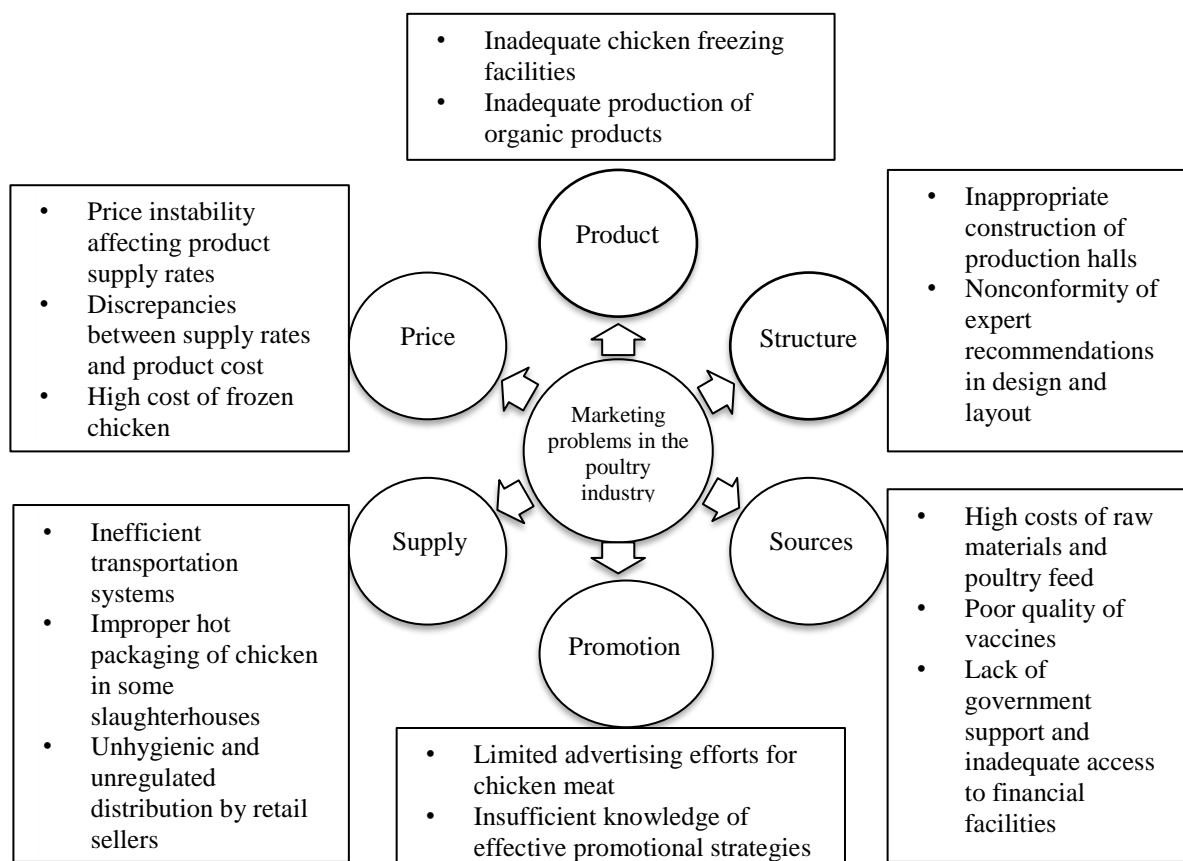 • Inadequate chicken freezing
facilities
• Inadequate production of
organic products
Product
• Price instability
affecting product
supply rates
• Discrepancies
between supply rates
and product cost
• High cost of frozen
chicken
Price
Structure
• Inappropriate
construction of
production halls
• Nonconformity of
expert
recommendations
in design and
layout
Marketing
problems in the
poultry
industry
• Inefficient
transportation
systems
• Improper hot
packaging of chicken
in some
slaughterhouses
• Unhygienic and
unregulated
distribution by retail
sellers
Supply
Sources
• High costs of raw
materials and
poultry feed
• Poor quality of
vaccines
• Lack of
government
support and
inadequate access
to financial
facilities
Promotion
• Limited advertising efforts for
chicken meat
• Insufficient knowledge of
effective promotional strategies